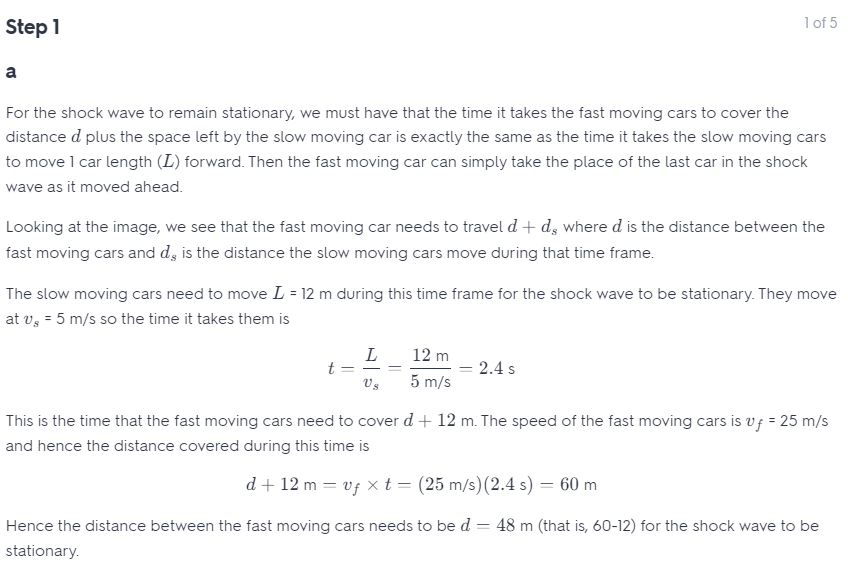 Step 1
1 of 5
a
For the shock wave to remain stationary, we must have that the time it takes the fast moving cars to cover the
distance d plus the space left by the slow moving car is exactly the same as the time it takes the slow moving cars
to move 1 car length (L) forward. Then the fast moving car can simply take the place of the last car in the shock
wave as it moved ahead.
Looking at the image, we see that the fast moving car needs to travel d + dₛ where d is the distance between the
fast moving cars and dₛ is the distance the slow moving cars move during that time frame.
The slow moving cars need to move L = 12 m during this time frame for the shock wave to be stationary. They move
at vₛ = 5 m/s so the time it takes them is
t = L / vₛ = 12 m / 5 m/s = 2.4 s
This is the time that the fast moving cars need to cover d + 12 m. The speed of the fast moving cars is v_f = 25 m/s
and hence the distance covered during this time is
d + 12 m = v_f × t = (25 m/s)(2.4 s) = 60 m
Hence the distance between the fast moving cars needs to be d = 48 m (that is, 60-12) for the shock wave to be
stationary.